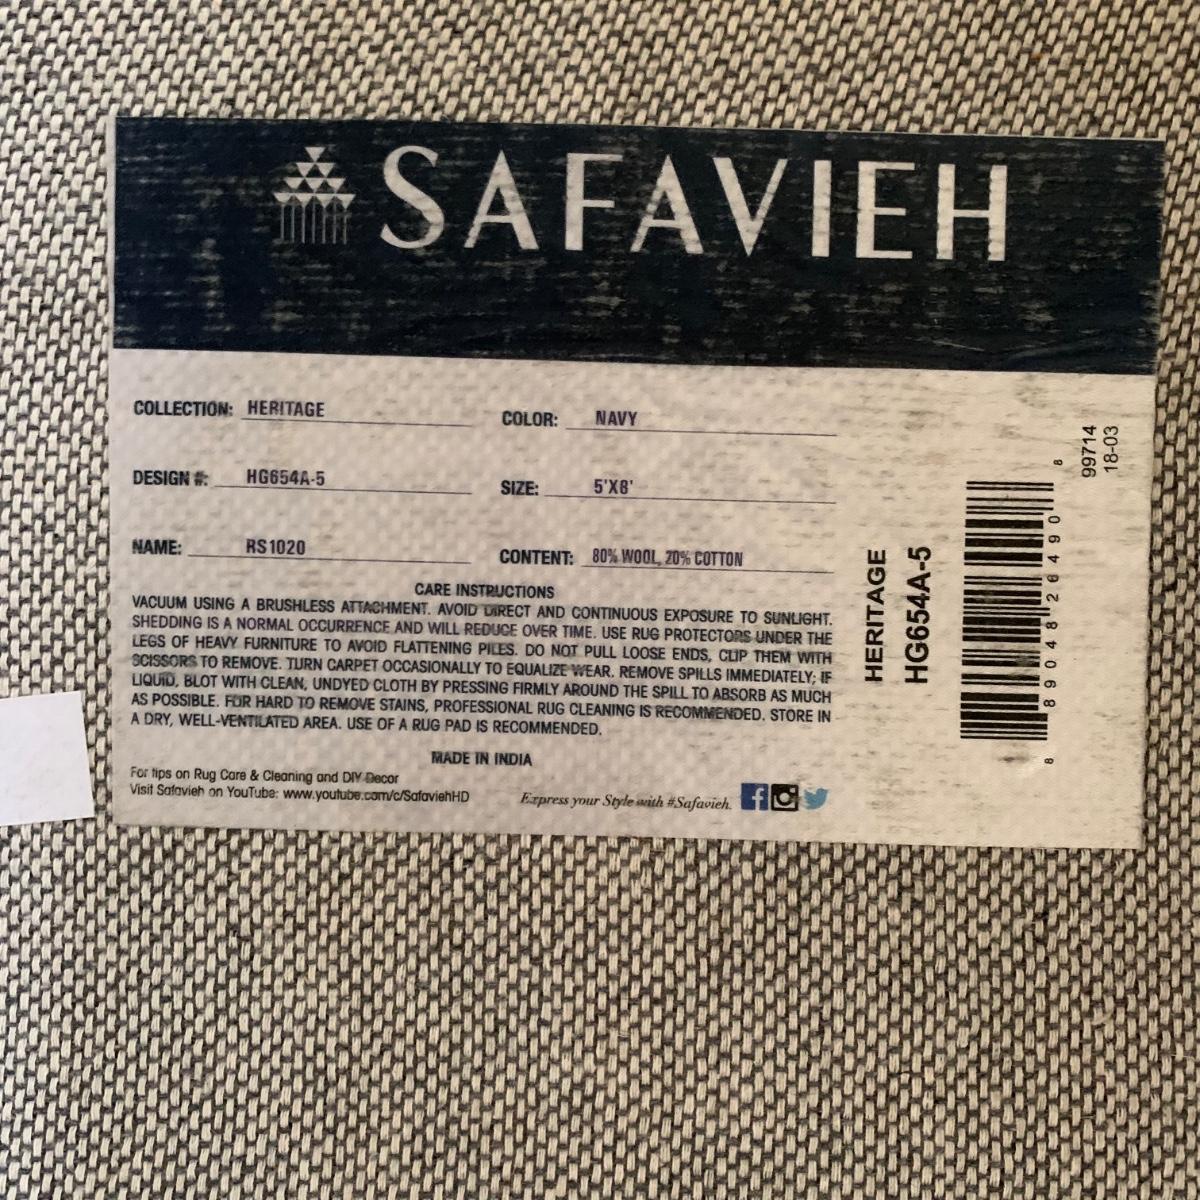 SAFAVIEH
COLLECTION: HERITAGE
COLOR: NAVY
DESIGN #: HG654A-5
SIZE: 5'X8'
NAME: RS1020
CONTENT: 80% WOOL, 20% COTTON
CARE INSTRUCTIONS
VACUUM USING A BRUSHLESS ATTACHMENT. AVOID DIRECT AND CONTINUOUS EXPOSURE TO SUNLIGHT.
SHEDDING IS A NORMAL OCCURRENCE AND WILL REDUCE OVER TIME. USE RUG PROTECTORS UNDER THE
LEGS OF HEAVY FURNITURE TO AVOID FLATTENING PILES. DO NOT PULL LOOSE ENDS, CLIP THEM WITH
SCISSORS TO REMOVE. TURN CARPET OCCASIONALLY TO EQUALIZE WEAR. REMOVE SPILLS IMMEDIATELY; IF
LIQUID, BLOT WITH CLEAN, UNDYED CLOTH BY PRESSING FIRMLY AROUND THE SPILL TO ABSORB AS MUCH
AS POSSIBLE. FOR HARD TO REMOVE STAINS, PROFESSIONAL RUG CLEANING IS RECOMMENDED. STORE IN
A DRY, WELL-VENTILATED AREA. USE OF A RUG PAD IS RECOMMENDED.
MADE IN INDIA
For tips on Rug Care & Cleaning and DIY Decor
Visit Safavieh on YouTube: www.youtube.com/c/SafaviehHD
Express your Style with #Safavieh.
HERITAGE
HG654A-5
8 89048 26490 8
99714
18-03